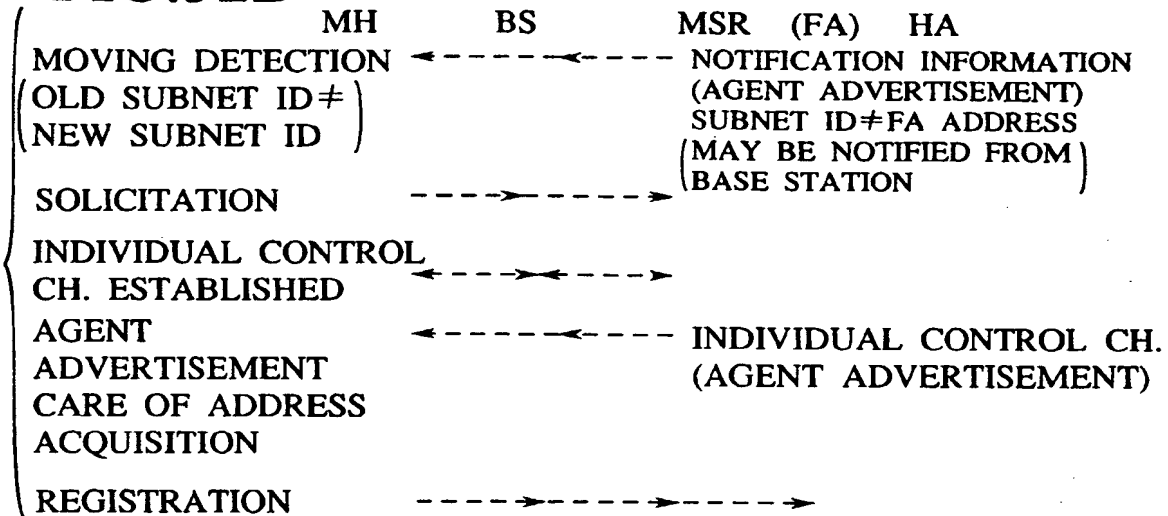 MH BS MSR (FA) HA
MOVING DETECTION NOTIFICATION INFORMATION
(OLD SUBNET ID≠ (AGENT ADVERTISEMENT)
NEW SUBNET ID) SUBNET ID≠FA ADDRESS
(MAY BE NOTIFIED FROM
BASE STATION)
SOLICITATION
INDIVIDUAL CONTROL
CH. ESTABLISHED
AGENT INDIVIDUAL CONTROL CH.
ADVERTISEMENT (AGENT ADVERTISEMENT)
CARE OF ADDRESS
ACQUISITION
REGISTRATION